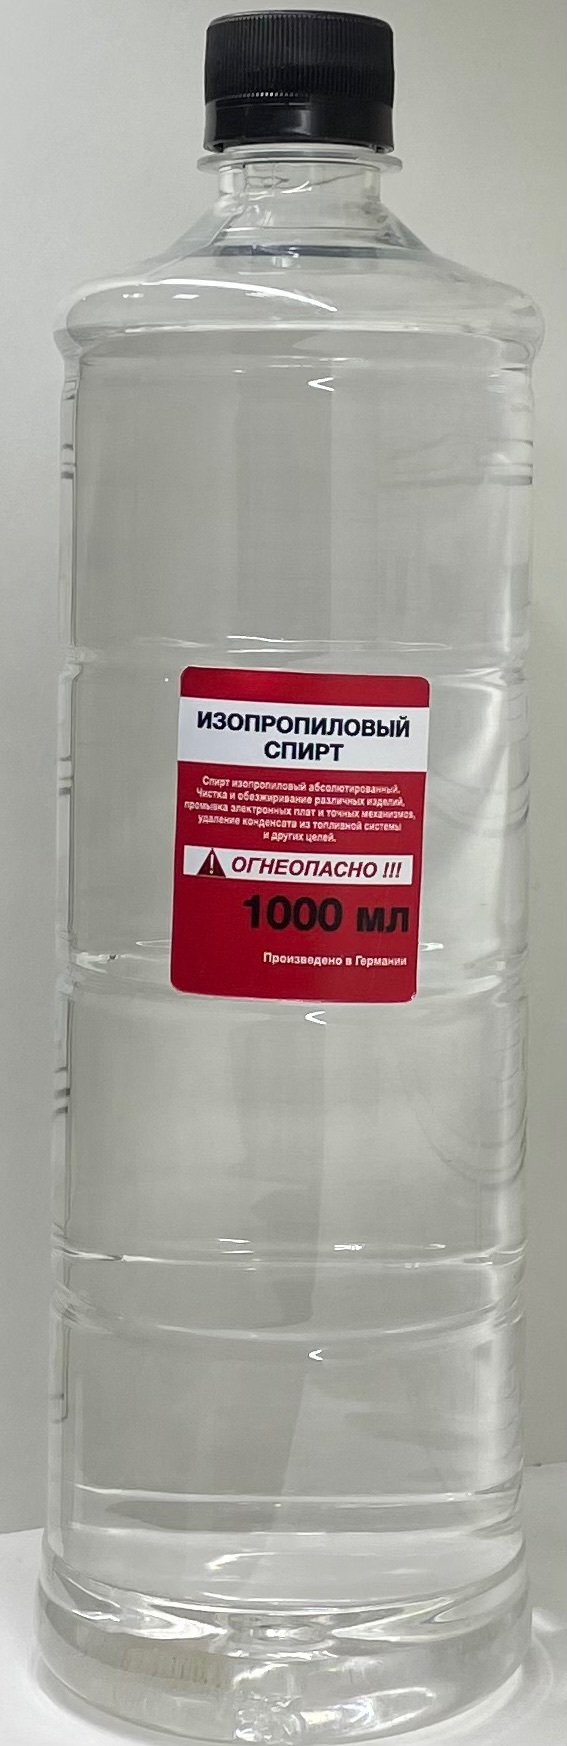 ИЗОПРОПИЛОВЫЙ
СПИРТ
Спирт изопропиловый абсолютированный.
Чистка и обезжиривание различных изделий,
промывка электронных плат и точных механизмов,
удаление конденсата из топливной системы
и других целей.
ОГНЕОПАСНО !!!
1000 мл
Произведено в Германии